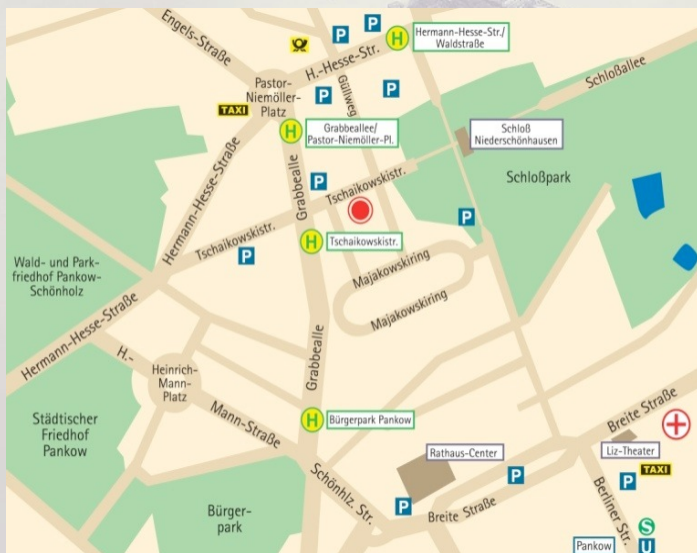 Engels-Straße
H.-Hesse-Str.
P
P
H
Hermann-Hesse-Str./
Waldstraße
Pastor-
Niemöller-
Platz
Güllweg
P
P
Schloßallee
TAXI
H
Grabbeallee/
Pastor-Niemöller-Pl.
Schloß
Niederschönhausen
Hermann-Hesse-Straße
Grabbealle
P
Tschaikowskistr.
Schloßpark
P
Tschaikowskistr.
H
Tschaikowskistr.
P
Wald- und Park-
friedhof Pankow-
Schönholz
Majakowskiring
Majakowskiring
Hermann-Hesse-Straße
H.-
Heinrich-
Mann-
Platz
Grabbealle
Mann-Straße
Städtischer
Friedhof
Pankow
H
Bürgerpark Pankow
Breite Straße
Schönhlz. Str.
Rathaus-Center
Liz-Theater
TAXI
P
P
P
Bürger-
park
Breite Straße
Berliner Str.
S
Pankow
U